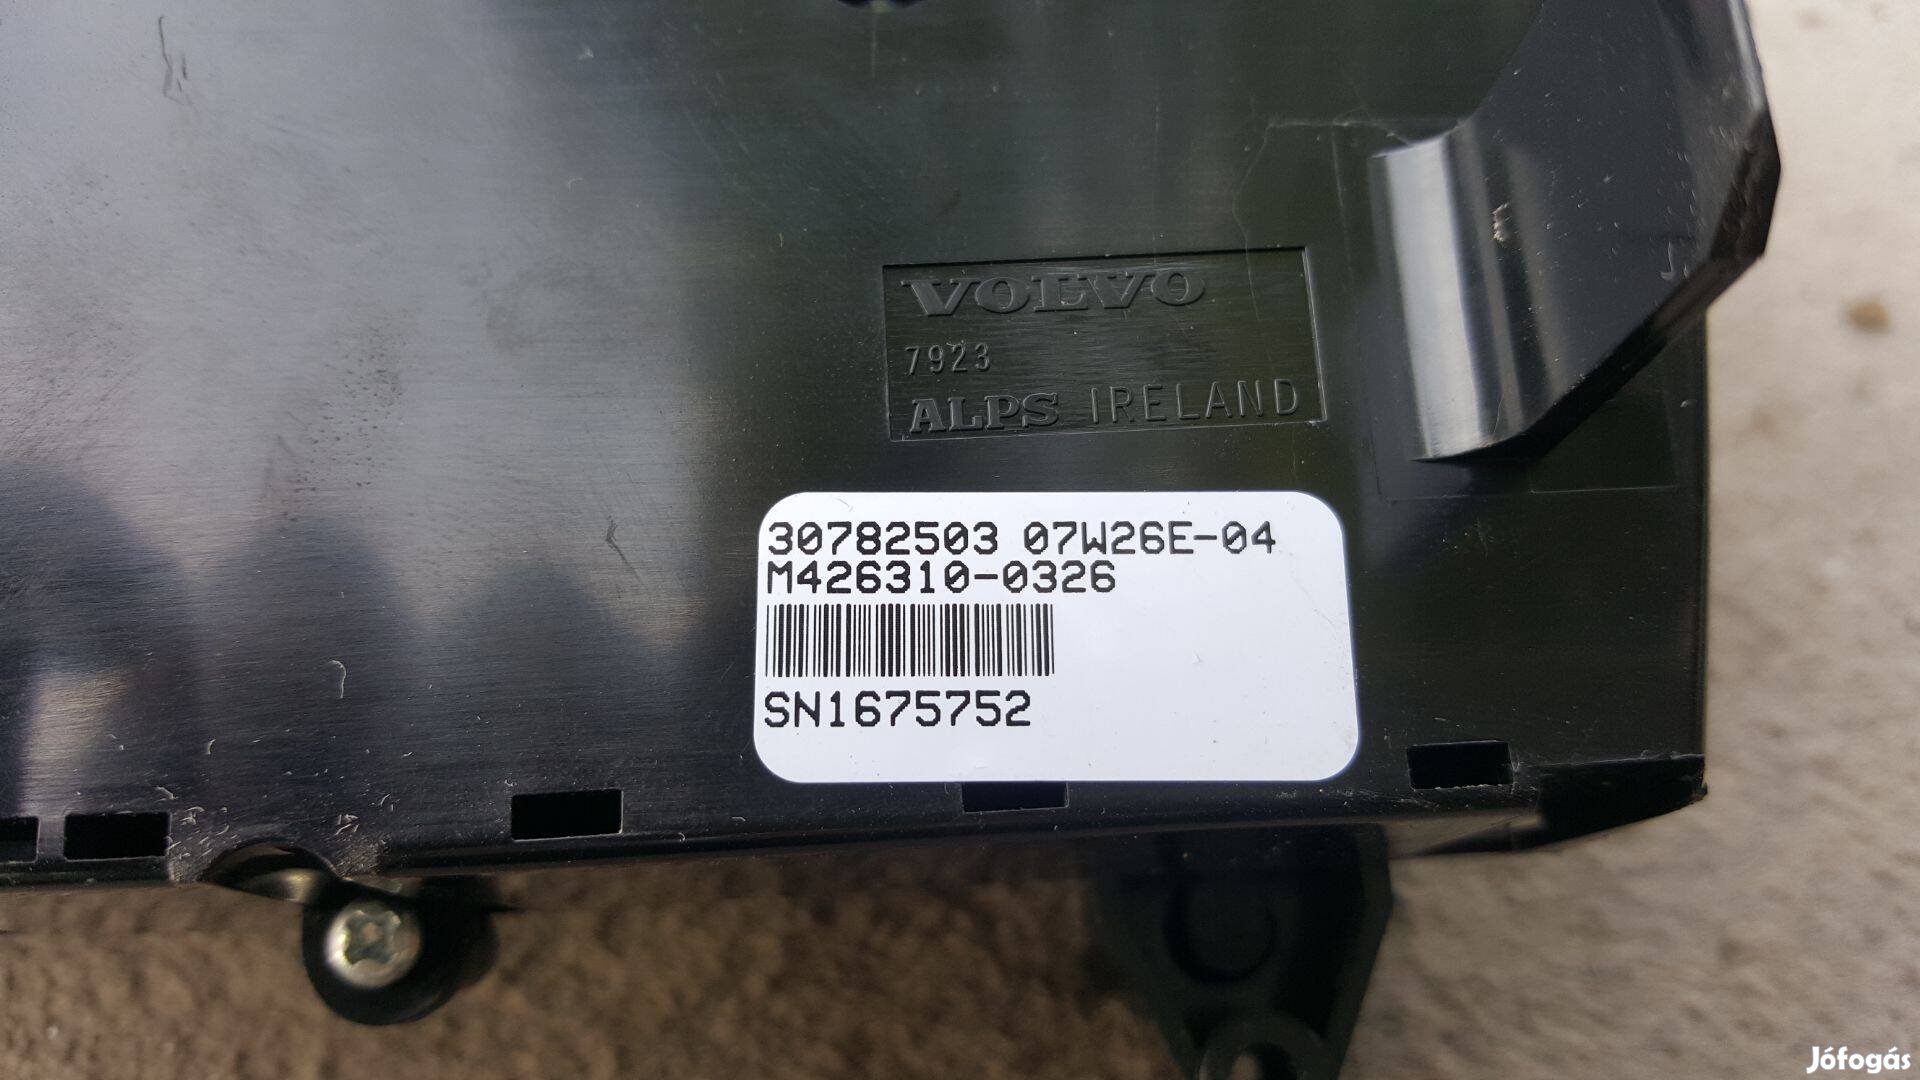 VOLVO
7923
ALPS IRELAND
30782503 07W26E-04
M426310-0326
SN1675752
Jófogás